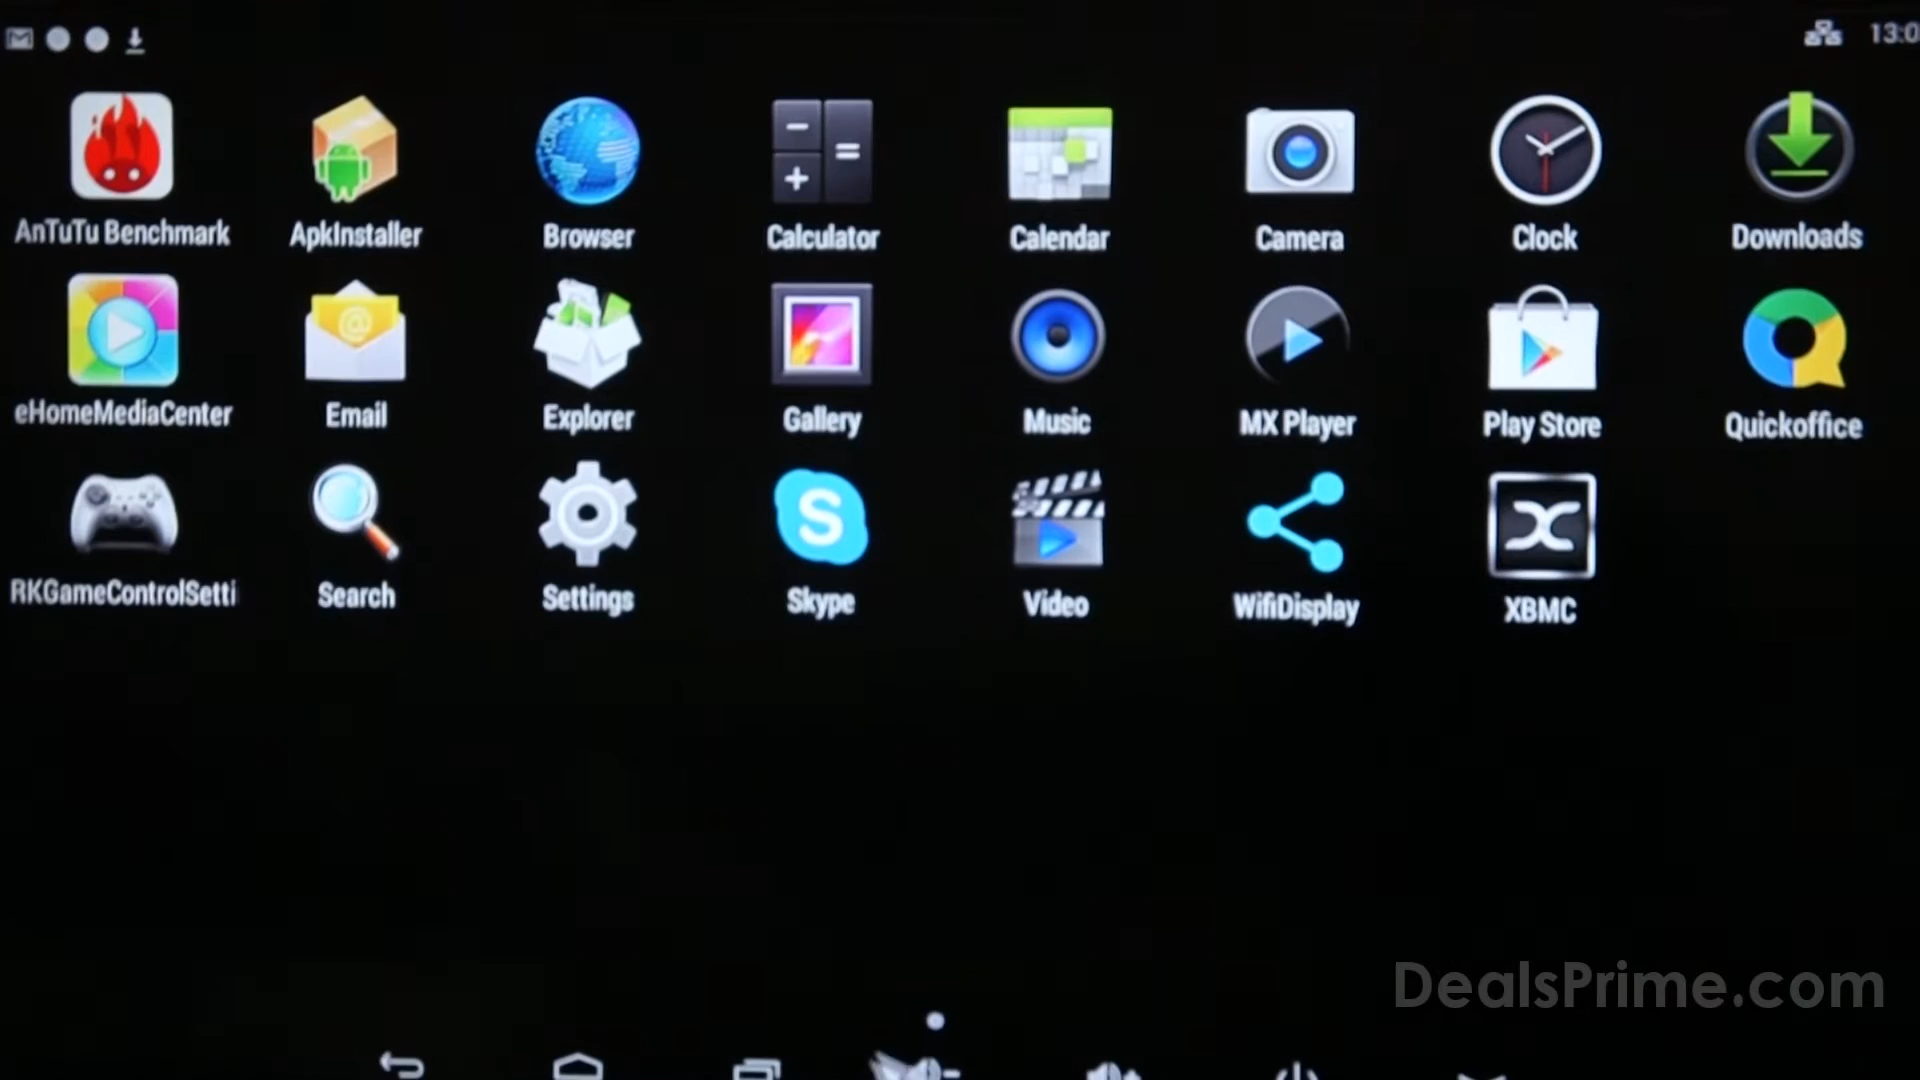 13:0
AnTuTu Benchmark ApkInstaller Browser Calculator Calendar Camera Clock Downloads
eHomeMediaCenter Email Explorer Gallery Music MX Player Play Store Quickoffice
RKGameControlSetti Search Settings Skype Video WifiDisplay XBMC
DealsPrime.com